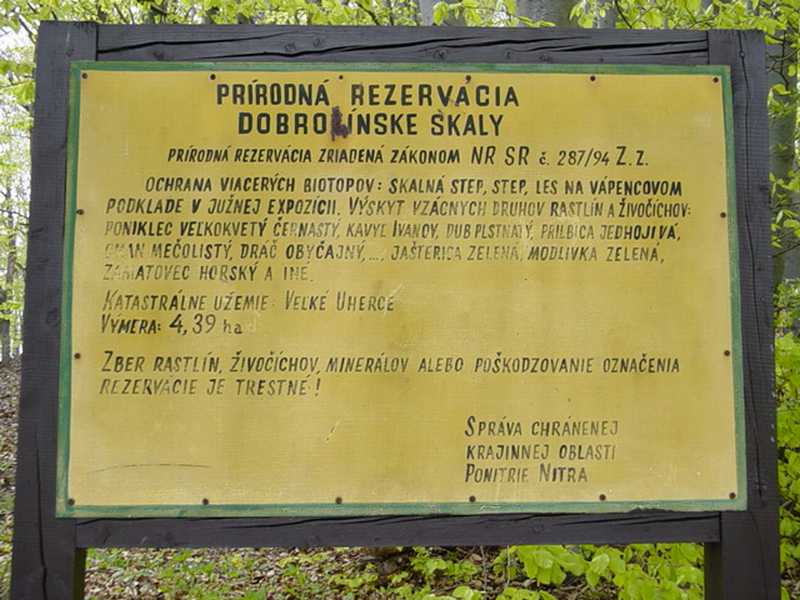 PRÍRODNÁ REZERVÁCIA
DOBROLÍNSKE SKALY
PRÍRODNÁ REZERVÁCIA ZRIADENÁ ZÁKONOM NR SR č. 287/94 Z.z.
OCHRANA VIACERÝCH BIOTOPOV: SKALNÁ STEP, STEP, LES NA VÁPENCOVOM
PODKLADE V JUŽNEJ EXPOZÍCII. VÝSKYT VZÁCNYCH DRUHOV RASTLÍN A ŽIVOČÍCHOV:
PONIKLEC VEĽKOKVETÝ ČERNASTÝ, KAVYĽ IVANOV, DUB PLSTNATÝ, PRILBICA JEDHOJIVÁ,
OMAN MEČOLISTÝ, DRÁČ OBYČAJNÝ,..., JAŠTERICA ZELENÁ, MODLIVKA ZELENÁ,
HORSKÝ A INÉ.
KATASTRÁLNE UZEMIE: VEĽKÉ UHERCE
VÝMERA: 4,39 ha
ZBER RASTLÍN, ŽIVOČÍCHOV, MINERÁLOV ALEBO POŠKODZOVANIE OZNAČENIA
REZERVÁCIE JE TRESTNÉ!
SPRÁVA CHRÁNENEJ
KRAJINNEJ OBLASTI
PONITRIE NITRA